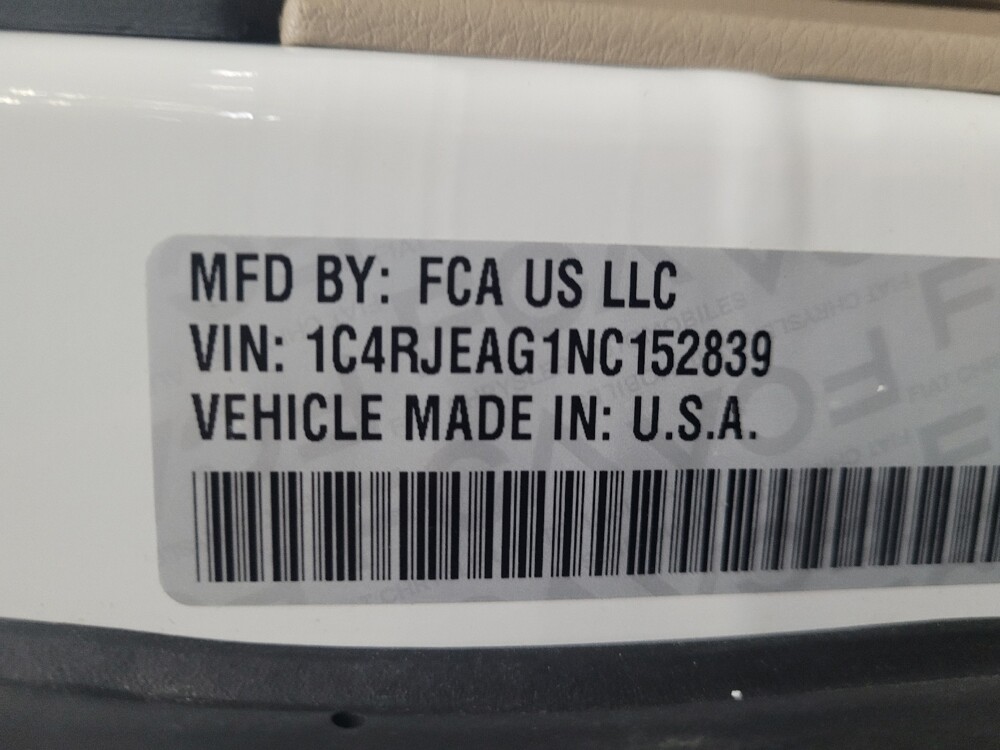 MFD BY: FCA US LLC
VIN: 1C4RJEAG1NC152839
VEHICLE MADE IN: U.S.A.